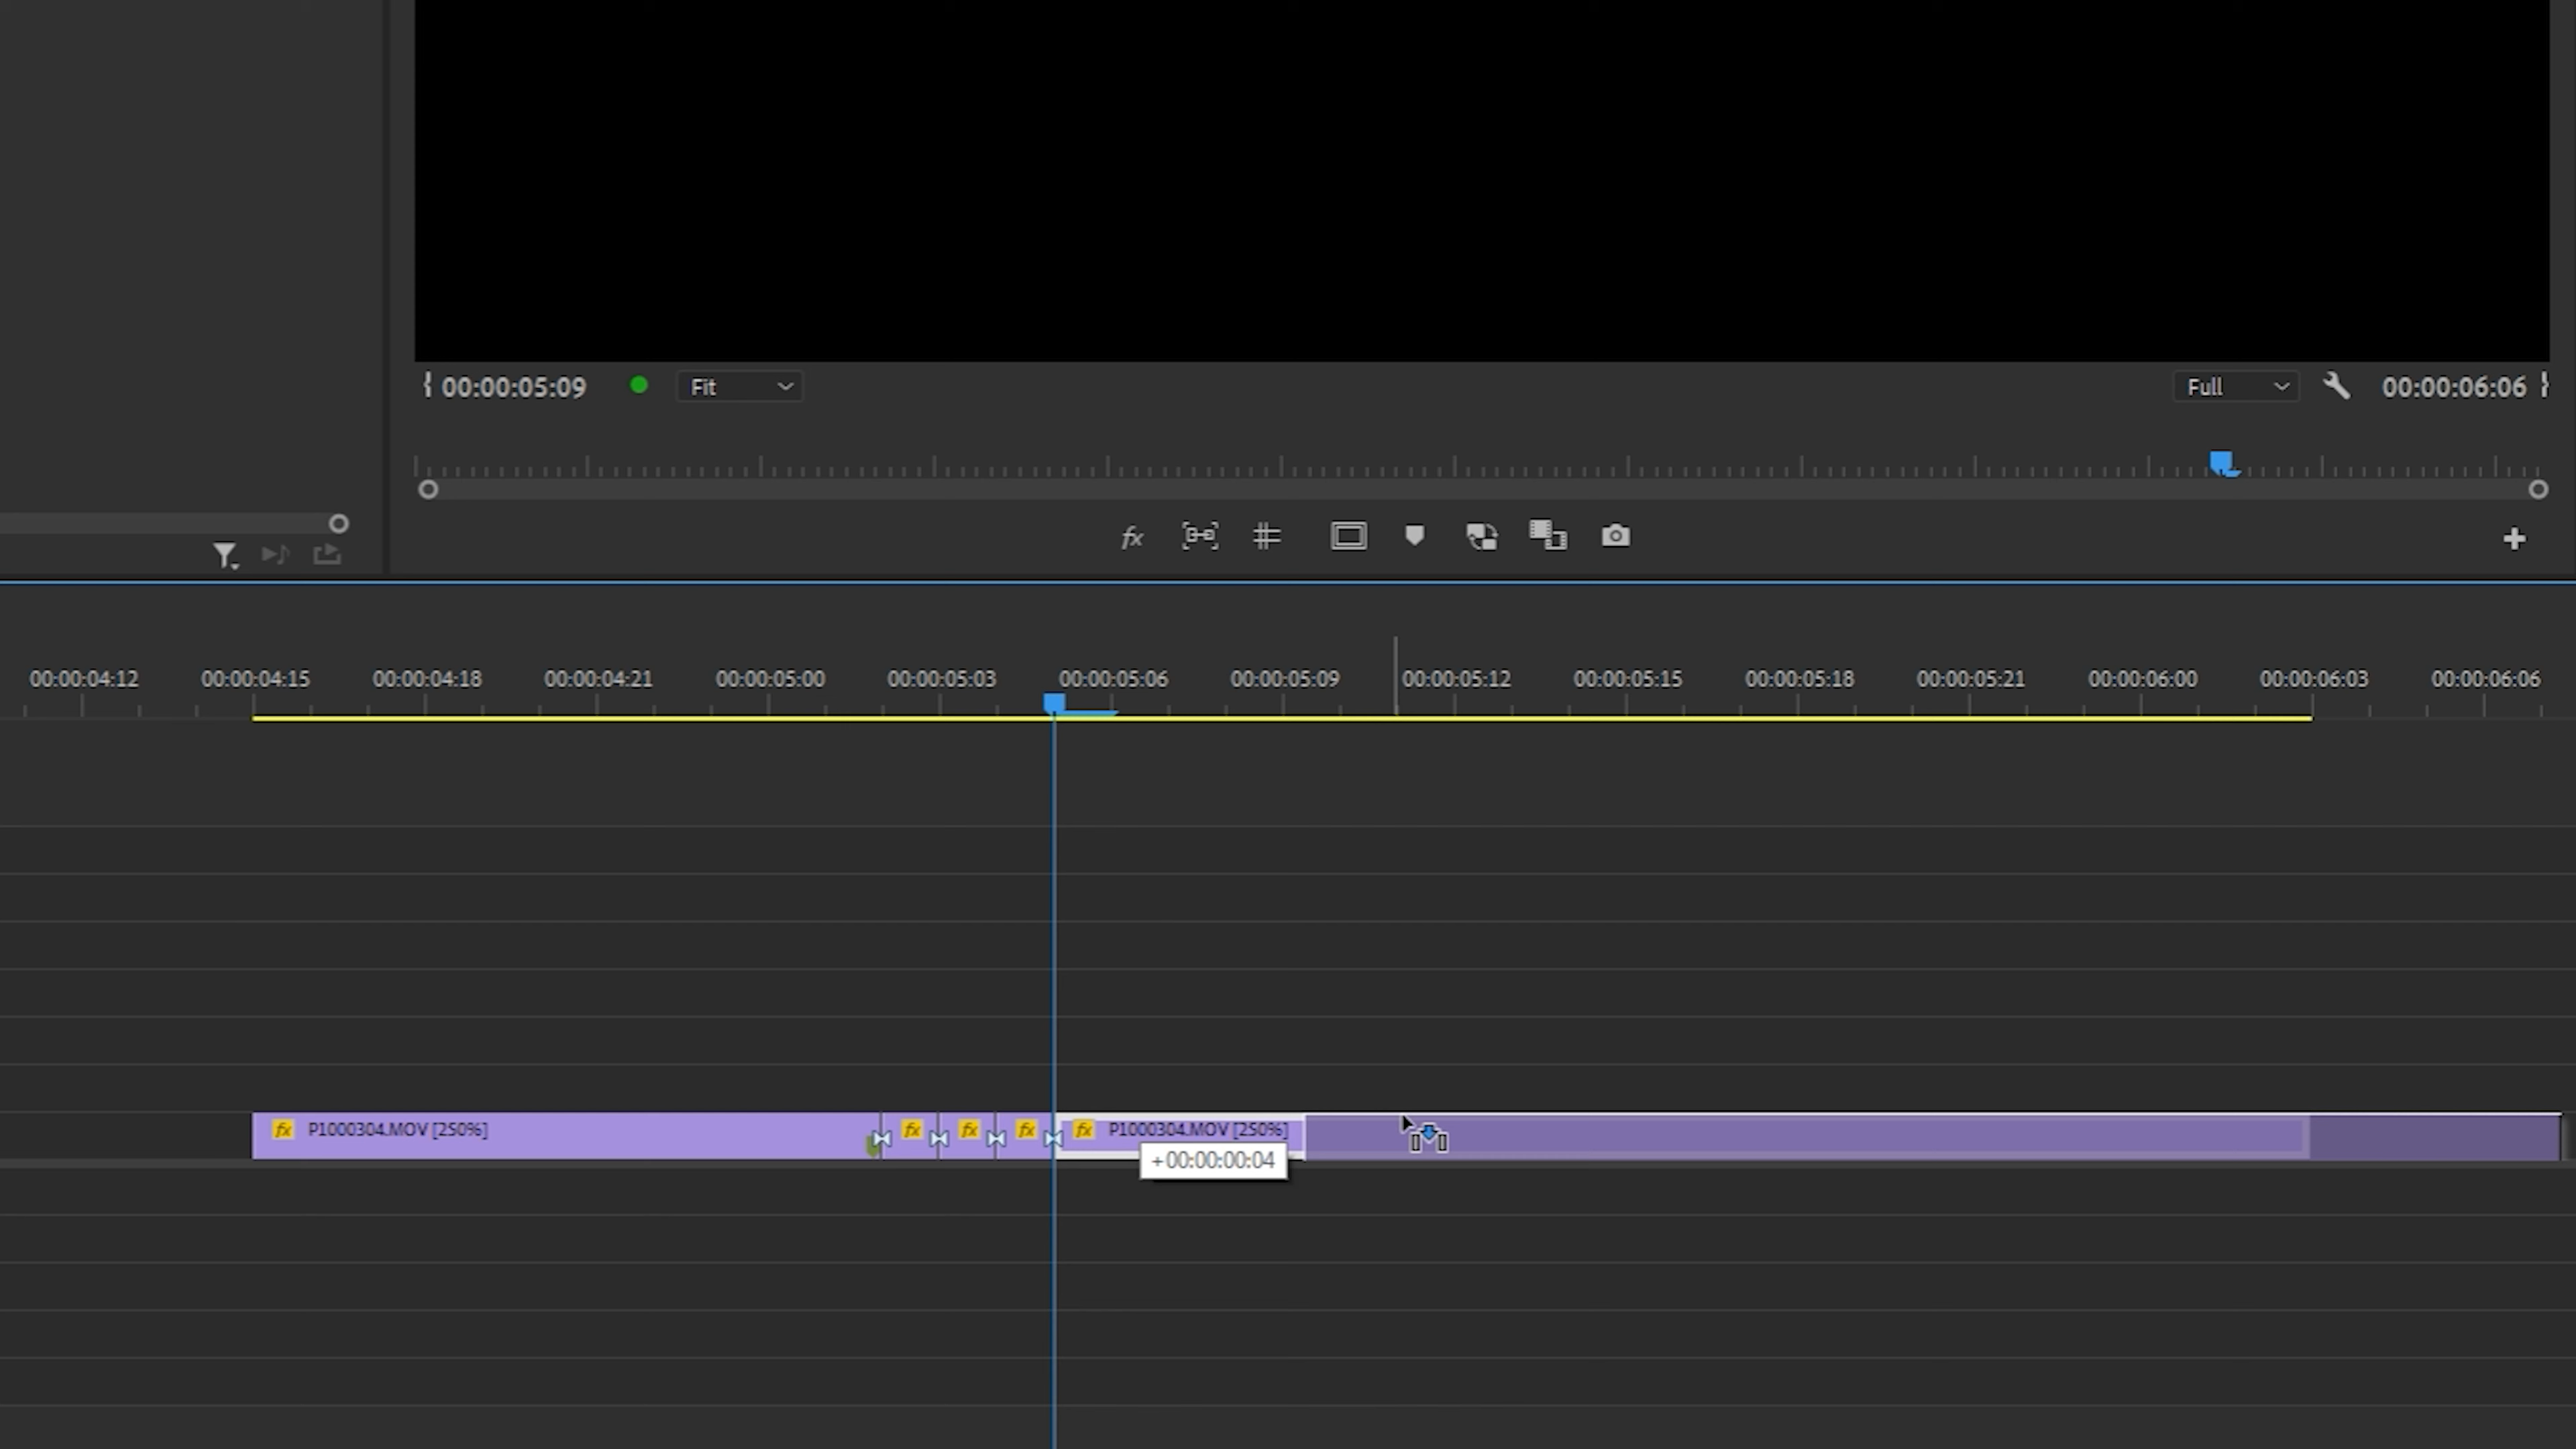 00:00:05:09
Fit
Full
00:00:06:06
fx
00:00:04:12
00:00:04:15
00:00:04:18
00:00:04:21
00:00:05:00
00:00:05:03
00:00:05:06
00:00:05:09
00:00:05:12
00:00:05:15
00:00:05:18
00:00:05:21
00:00:06:00
00:00:06:03
00:00:06:06
fx P1000304.MOV [250%]
fx
fx
fx
fx P1000304.MOV [250%]
+00:00:00:04